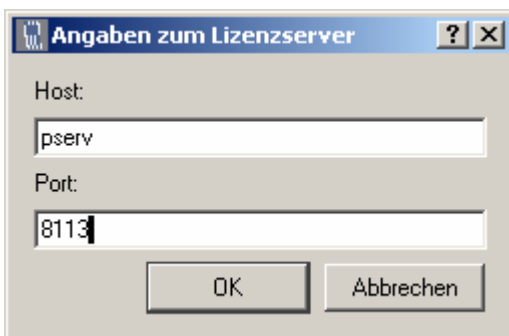 Angaben zum Lizenzserver
Host:
pserv
Port:
8113
OK Abbrechen